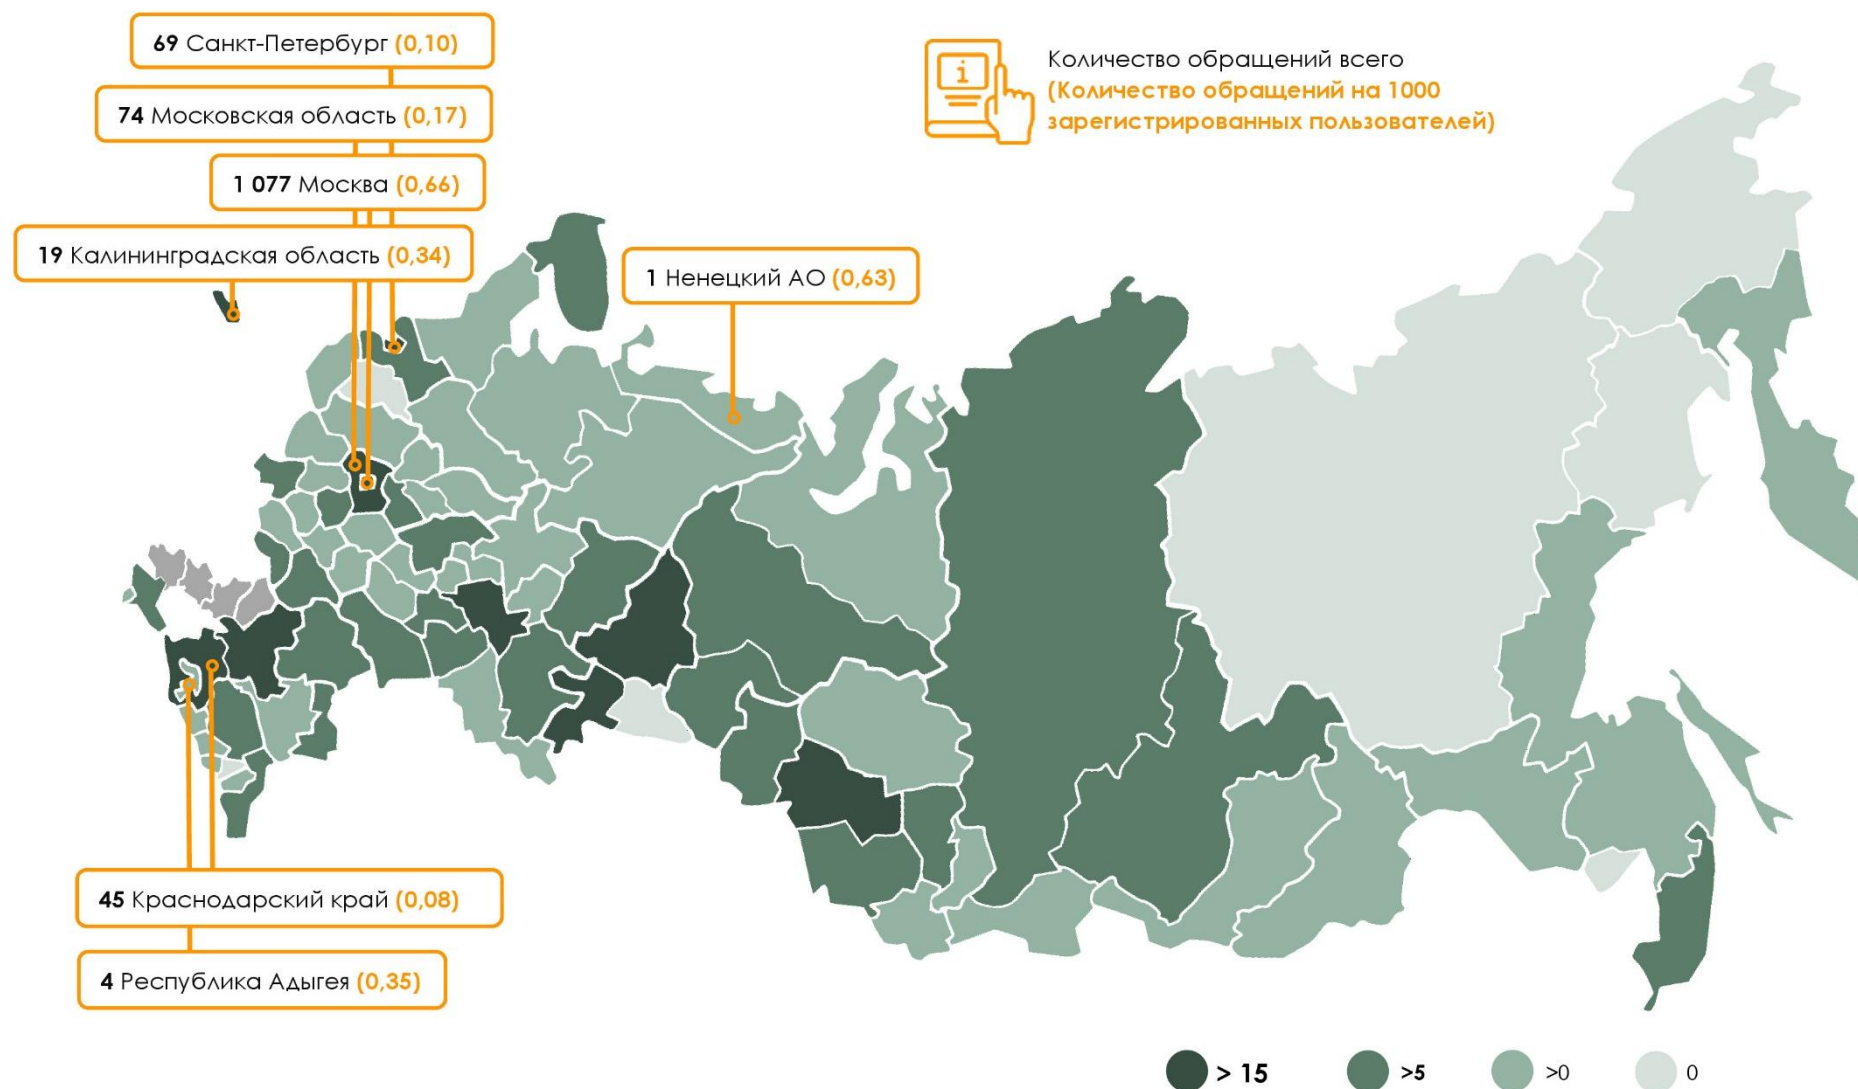 69 Санкт-Петербург (0,10)
74 Московская область (0,17)
1 077 Москва (0,66)
19 Калининградская область (0,34)
Количество обращений всего
(Количество обращений на 1000
зарегистрированных пользователей)
i
1 Ненецкий АО (0,63)
45 Краснодарский край (0,08)
4 Республика Адыгея (0,35)
> 15
>5
>0
0